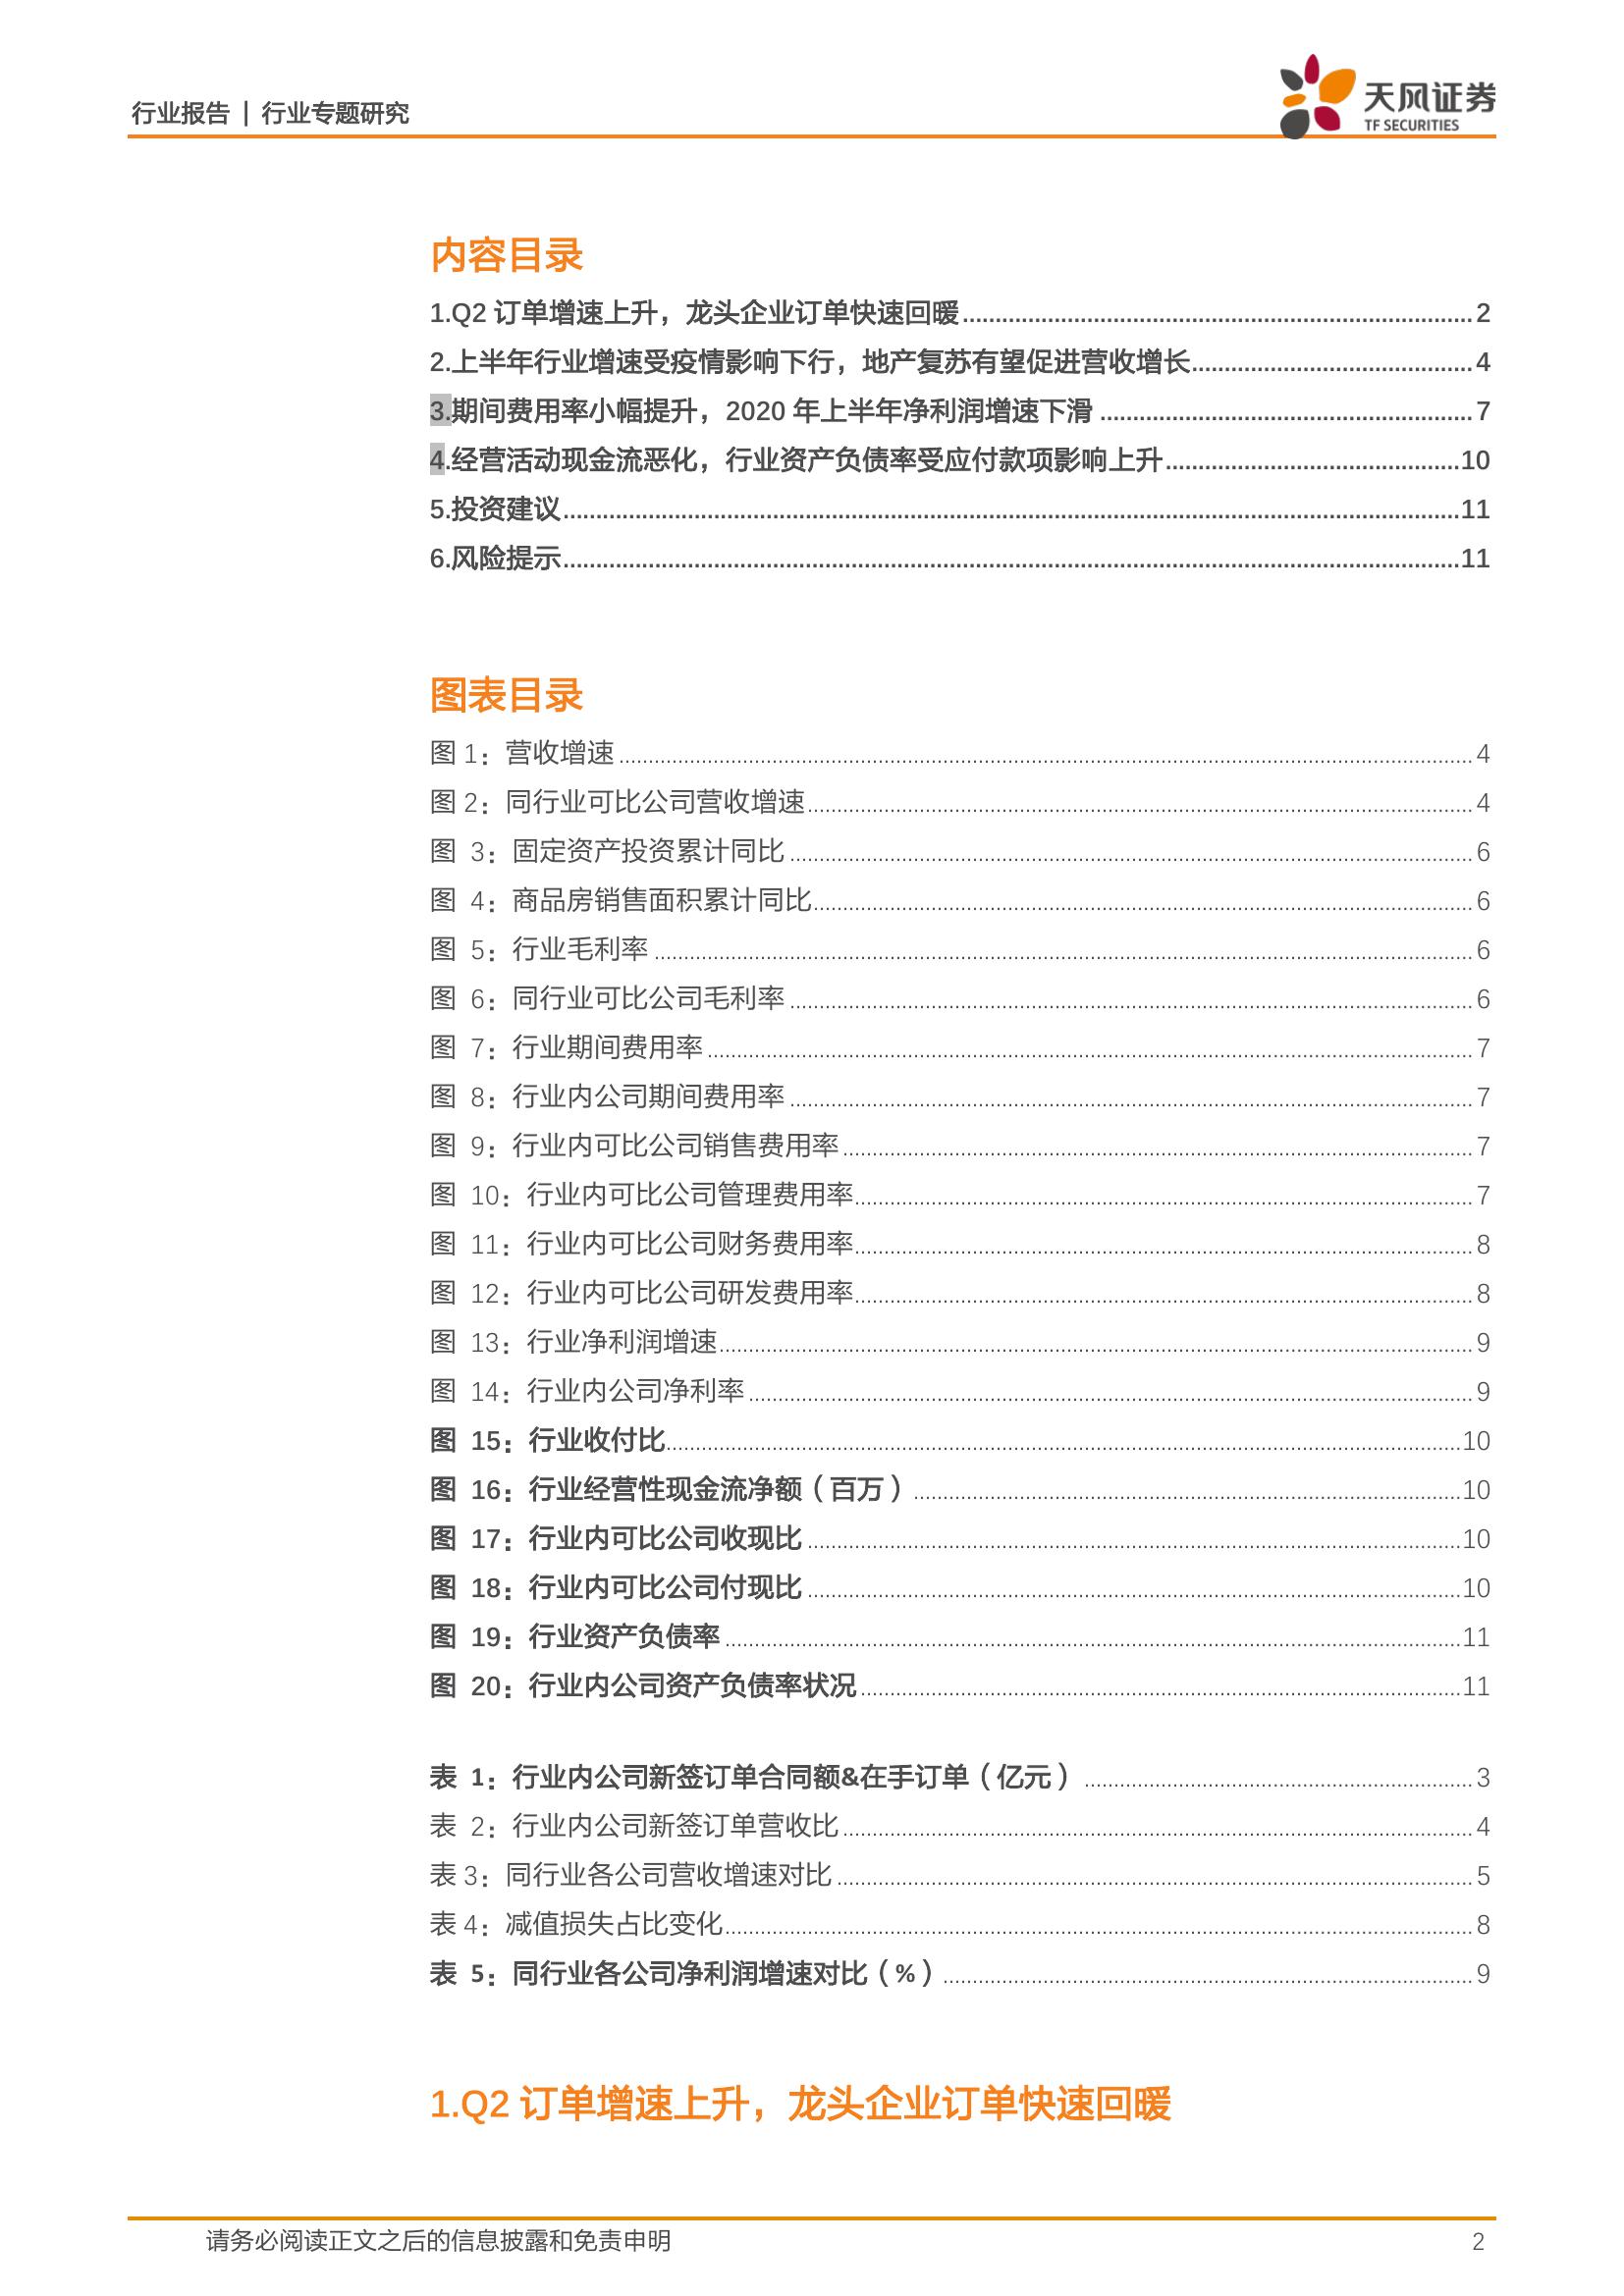 行业报告 | 行业专题研究
天风证券
TF SECURITIES
内容目录
1.Q2 订单增速上升，龙头企业订单快速回暖 2
2.上半年行业增速受疫情影响下行，地产复苏有望促进营收增长 4
3.期间费用率小幅提升，2020 年上半年净利润增速下滑 7
4.经营活动现金流恶化，行业资产负债率受应付款项影响上升 10
5.投资建议 11
6.风险提示 11
图表目录
图 1：营收增速 4
图 2：同行业可比公司营收增速 4
图 3：固定资产投资累计同比 6
图 4：商品房销售面积累计同比 6
图 5：行业毛利率 6
图 6：同行业可比公司毛利率 6
图 7：行业期间费用率 7
图 8：行业内公司期间费用率 7
图 9：行业内可比公司销售费用率 7
图 10：行业内可比公司管理费用率 7
图 11：行业内可比公司财务费用率 8
图 12：行业内可比公司研发费用率 8
图 13：行业净利润增速 9
图 14：行业内公司净利率 9
图 15：行业收付比 10
图 16：行业经营性现金流净额（百万） 10
图 17：行业内可比公司收现比 10
图 18：行业内可比公司付现比 10
图 19：行业资产负债率 11
图 20：行业内公司资产负债率状况 11
表 1：行业内公司新签订单合同额&在手订单（亿元） 3
表 2：行业内公司新签订单营收比 4
表 3：同行业各公司营收增速对比 5
表 4：减值损失占比变化 8
表 5：同行业各公司净利润增速对比（%） 9
1.Q2 订单增速上升，龙头企业订单快速回暖
请务必阅读正文之后的信息披露和免责申明 2